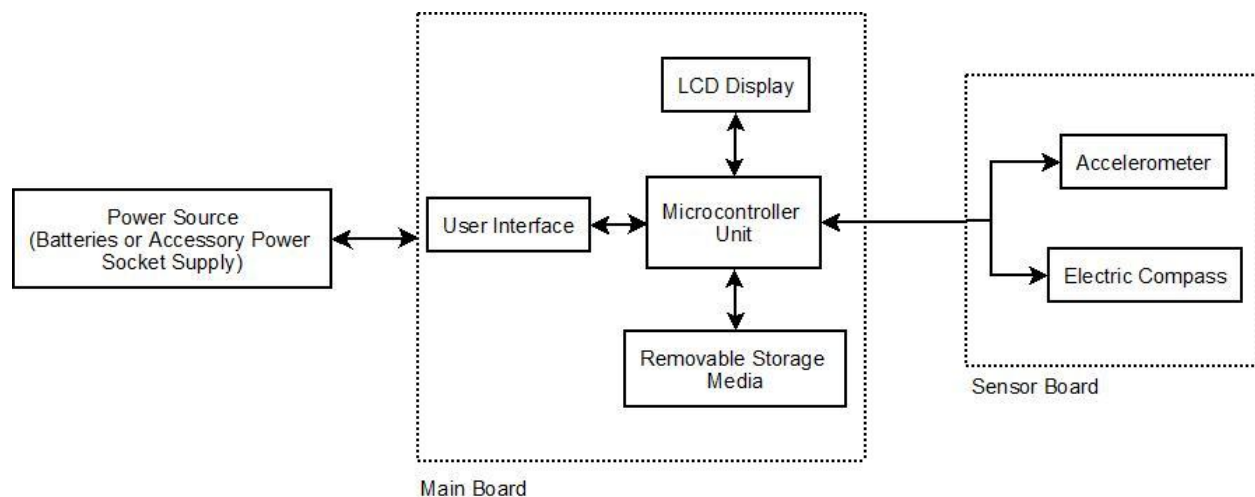 LCD Display
Accelerometer
Power Source
(Batteries or Accessory Power
Socket Supply)
User Interface
Microcontroller
Unit
Electric Compass
Removable Storage
Media
Sensor Board
Main Board